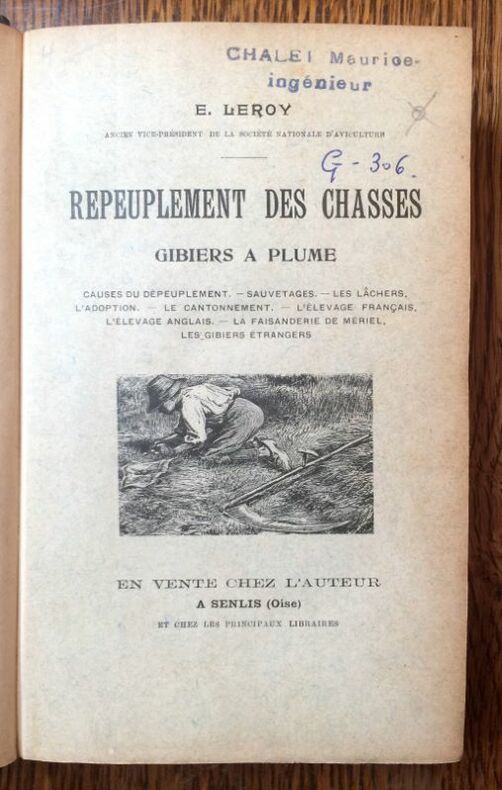 CHALET Maurice-
ingénieur
E. LEROY
ANCIEN VICE-PRÉSIDENT DE LA SOCIÉTÉ NATIONALE D'AVICULTURE
G - 306.
REPEUPLEMENT DES CHASSES
GIBIERS A PLUME
CAUSES DU DÉPEUPLEMENT. — SAUVETAGES. — LES LÂCHERS,
L'ADOPTION. — LE CANTONNEMENT. — L'ÉLEVAGE FRANÇAIS,
L'ÉLEVAGE ANGLAIS. — LA FAISANDERIE DE MÉRIEL,
LES GIBIERS ÉTRANGERS
EN VENTE CHEZ L'AUTEUR
A SENLIS (Oise)
ET CHEZ LES PRINCIPAUX LIBRAIRES